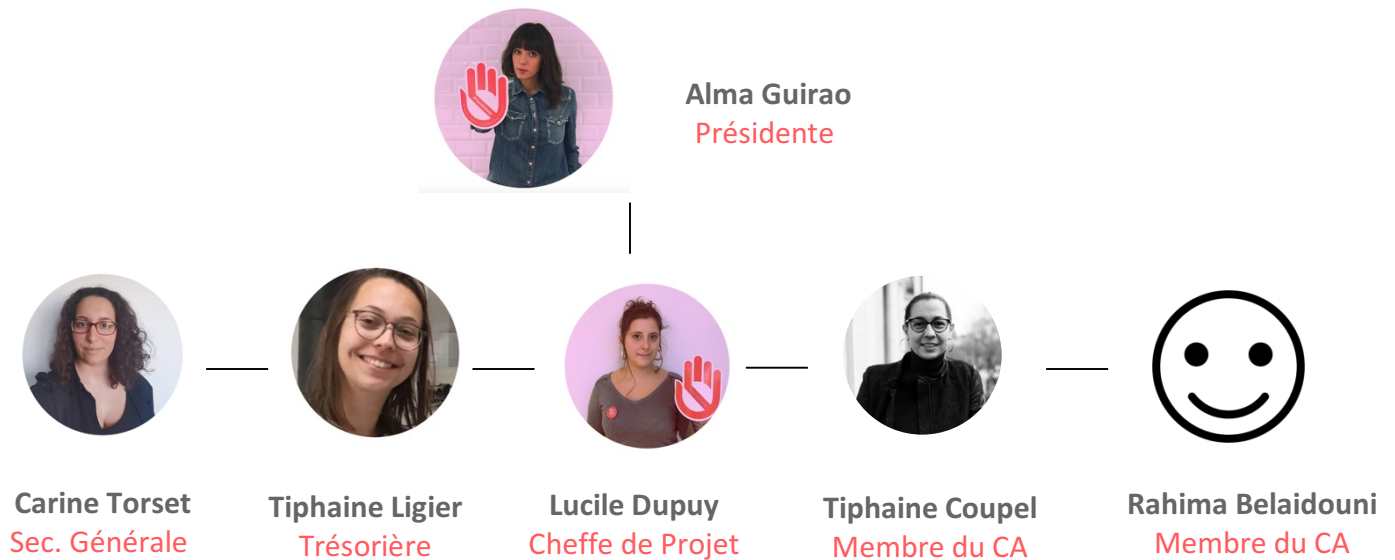 Alma Guirao
Présidente
Carine Torset
Sec. Générale
Tiphaine Ligier
Trésorière
Lucile Dupuy
Cheffe de Projet
Tiphaine Coupel
Membre du CA
Rahima Belaidouni
Membre du CA